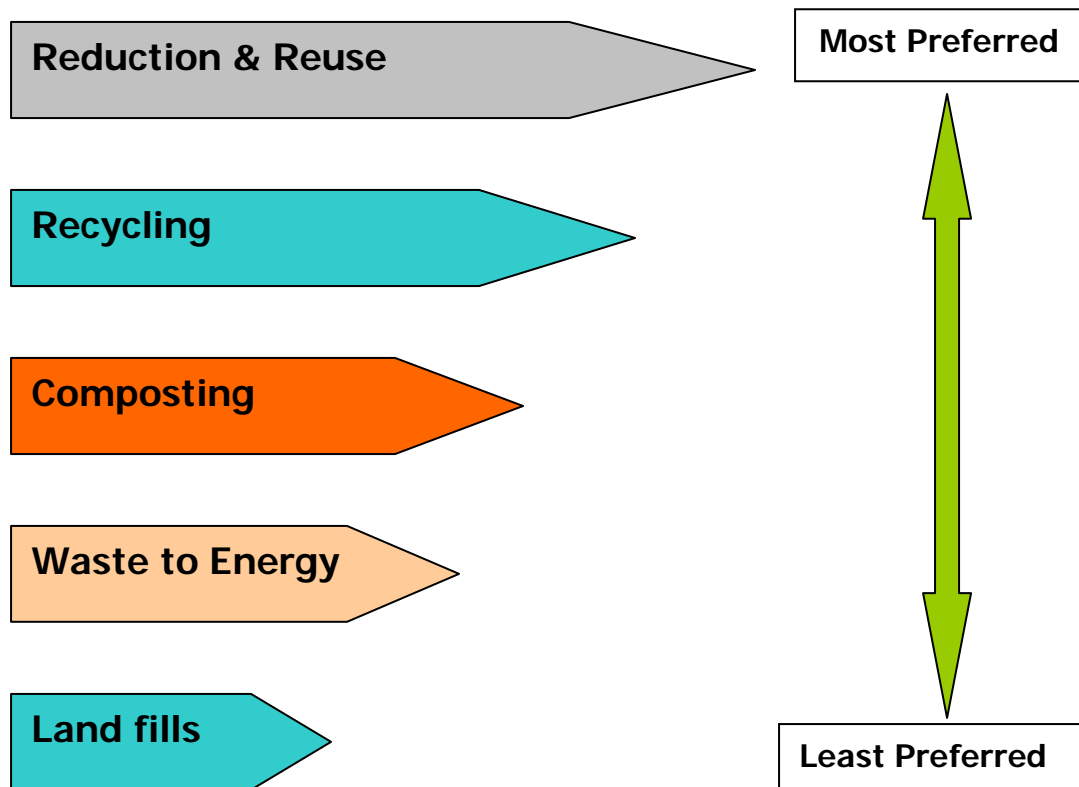 Reduction & Reuse
Most Preferred
Recycling
Composting
Waste to Energy
Land fills
Least Preferred